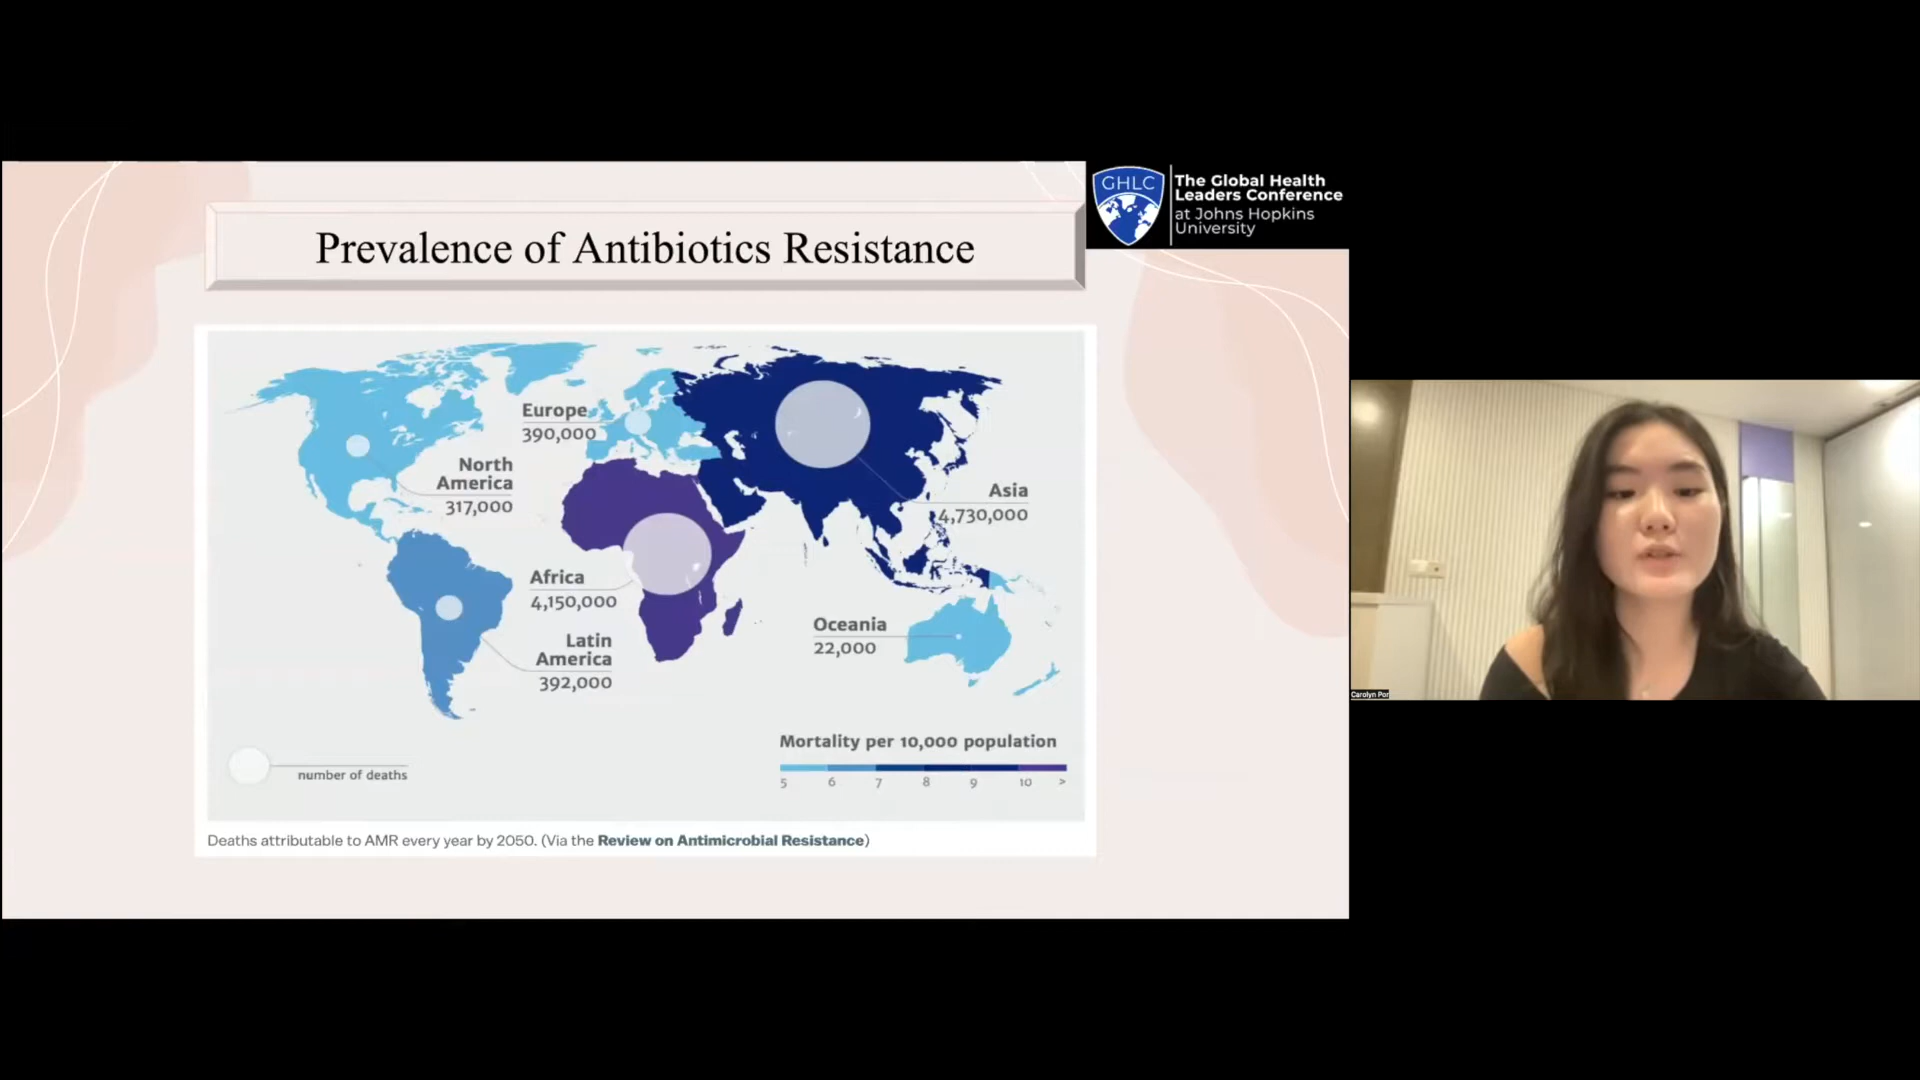 Prevalence of Antibiotics Resistance
GHLC
The Global Health
Leaders Conference
at Johns Hopkins
University
Europe
390,000
North
America
317,000
Asia
4,730,000
Africa
4,150,000
Latin
America
392,000
Oceania
22,000
number of deaths
Mortality per 10,000 population
5 6 7 8 9 10 >
Deaths attributable to AMR every year by 2050. (Via the Review on Antimicrobial Resistance)
Carolyn Por